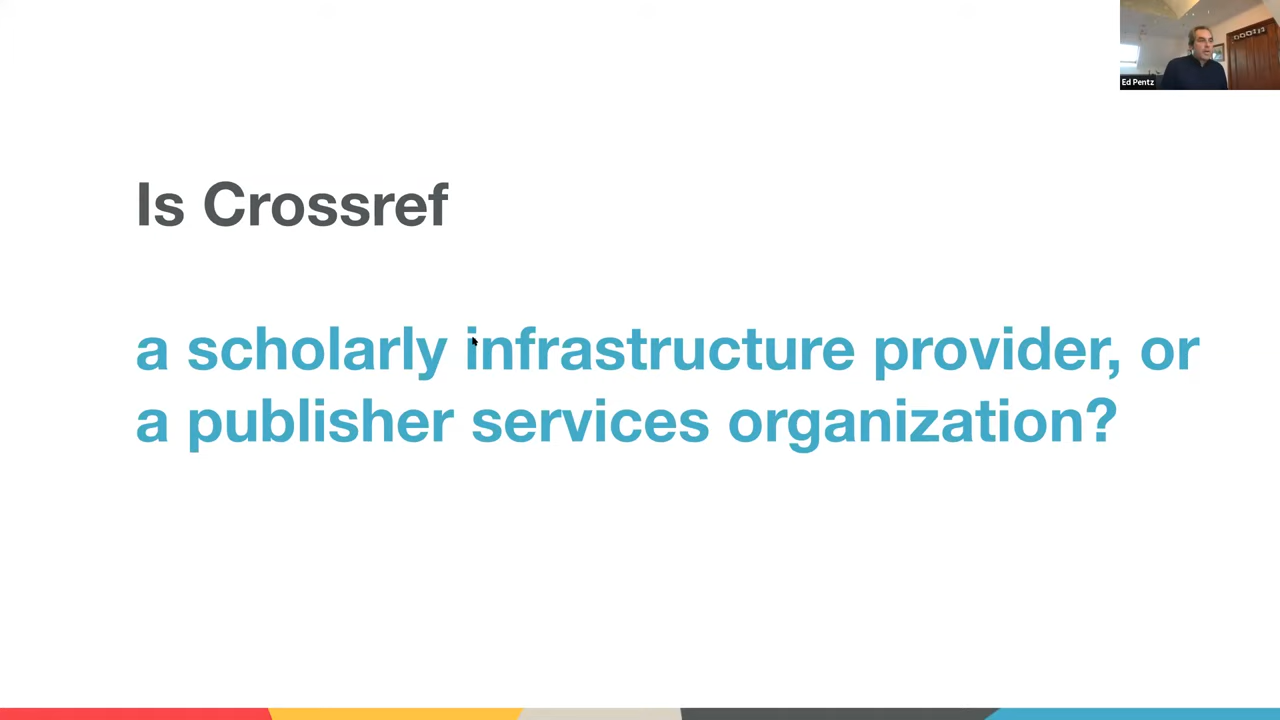 Ed Pentz
Is Crossref
a scholarly infrastructure provider, or
a publisher services organization?